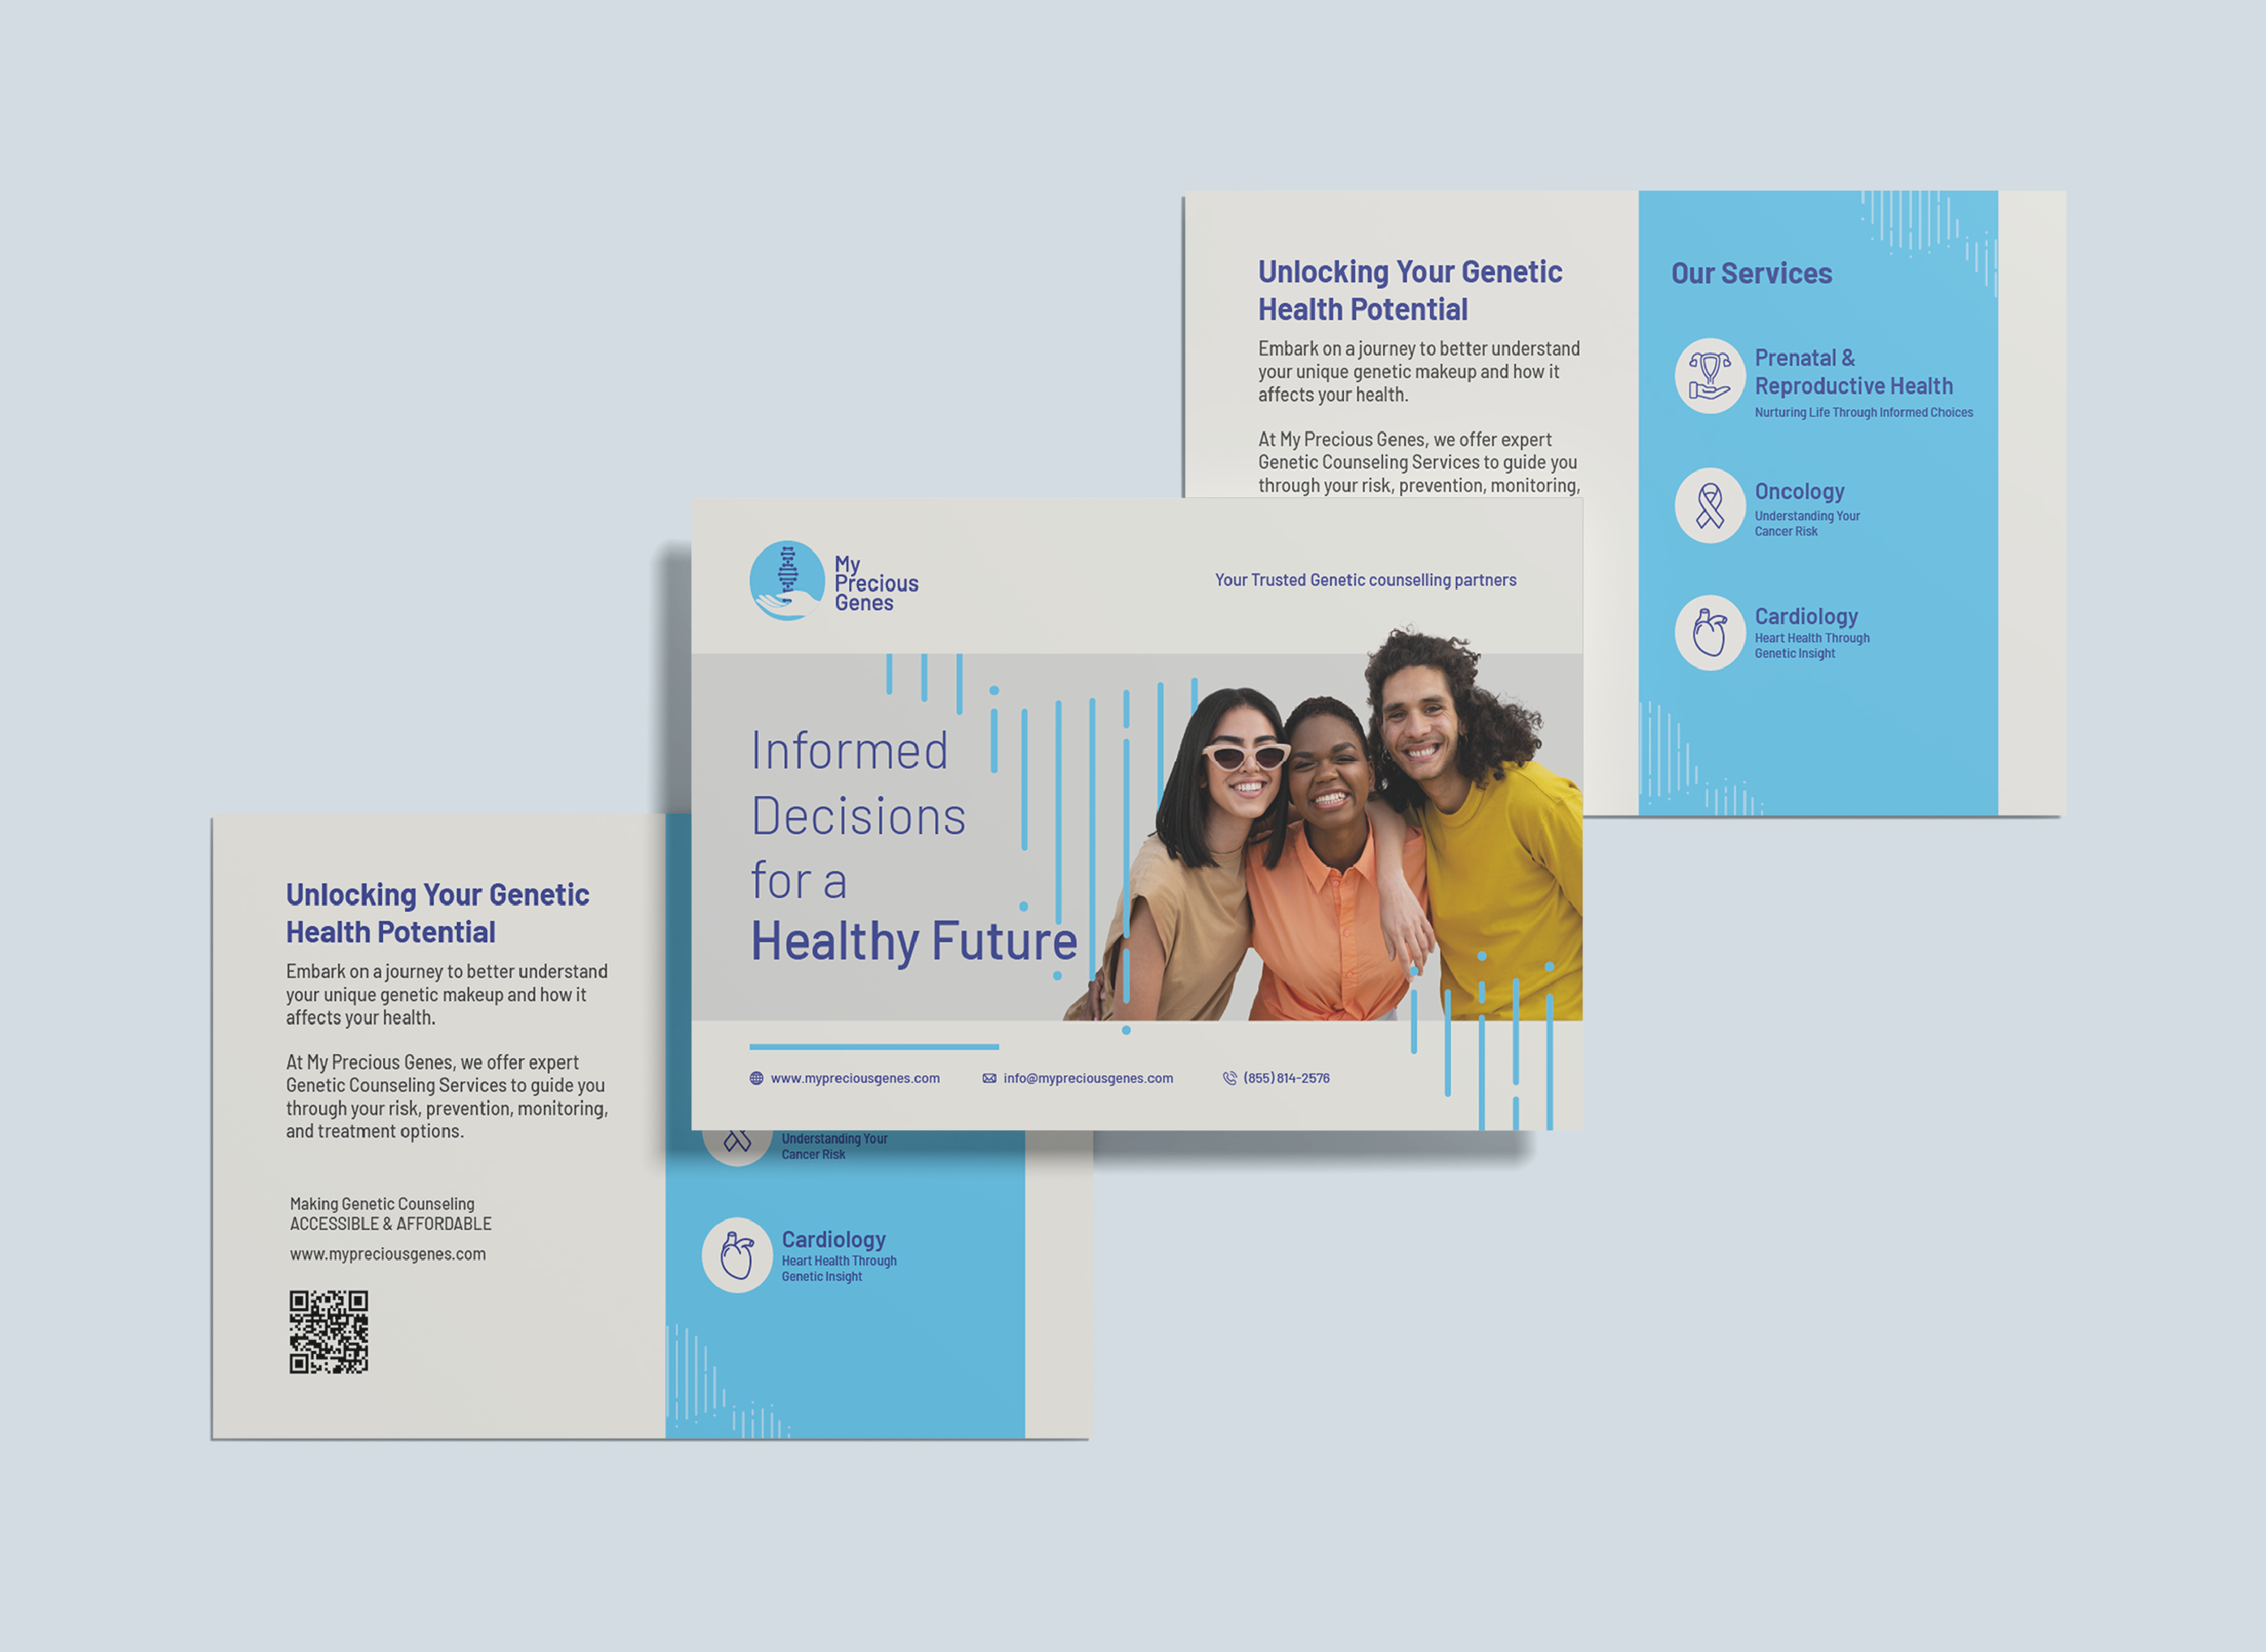 Unlocking Your Genetic
Health Potential
Embark on a journey to better understand
your unique genetic makeup and how it
affects your health.
At My Precious Genes, we offer expert
Genetic Counseling Services to guide you
through your risk, prevention, monitoring,
Our Services
Prenatal &
Reproductive Health
Nurturing Life Through Informed Choices
Oncology
Understanding Your
Cancer Risk
Cardiology
Heart Health Through
Genetic Insight
My
Precious
Genes
Your Trusted Genetic counselling partners
Informed
Decisions
for a
Healthy Future
www.mypreciousgenes.com
info@mypreciousgenes.com
(855) 814-2576
Unlocking Your Genetic
Health Potential
Embark on a journey to better understand
your unique genetic makeup and how it
affects your health.
At My Precious Genes, we offer expert
Genetic Counseling Services to guide you
through your risk, prevention, monitoring,
and treatment options.
Making Genetic Counseling
ACCESSIBLE & AFFORDABLE
www.mypreciousgenes.com
Understanding Your
Cancer Risk
Cardiology
Heart Health Through
Genetic Insight